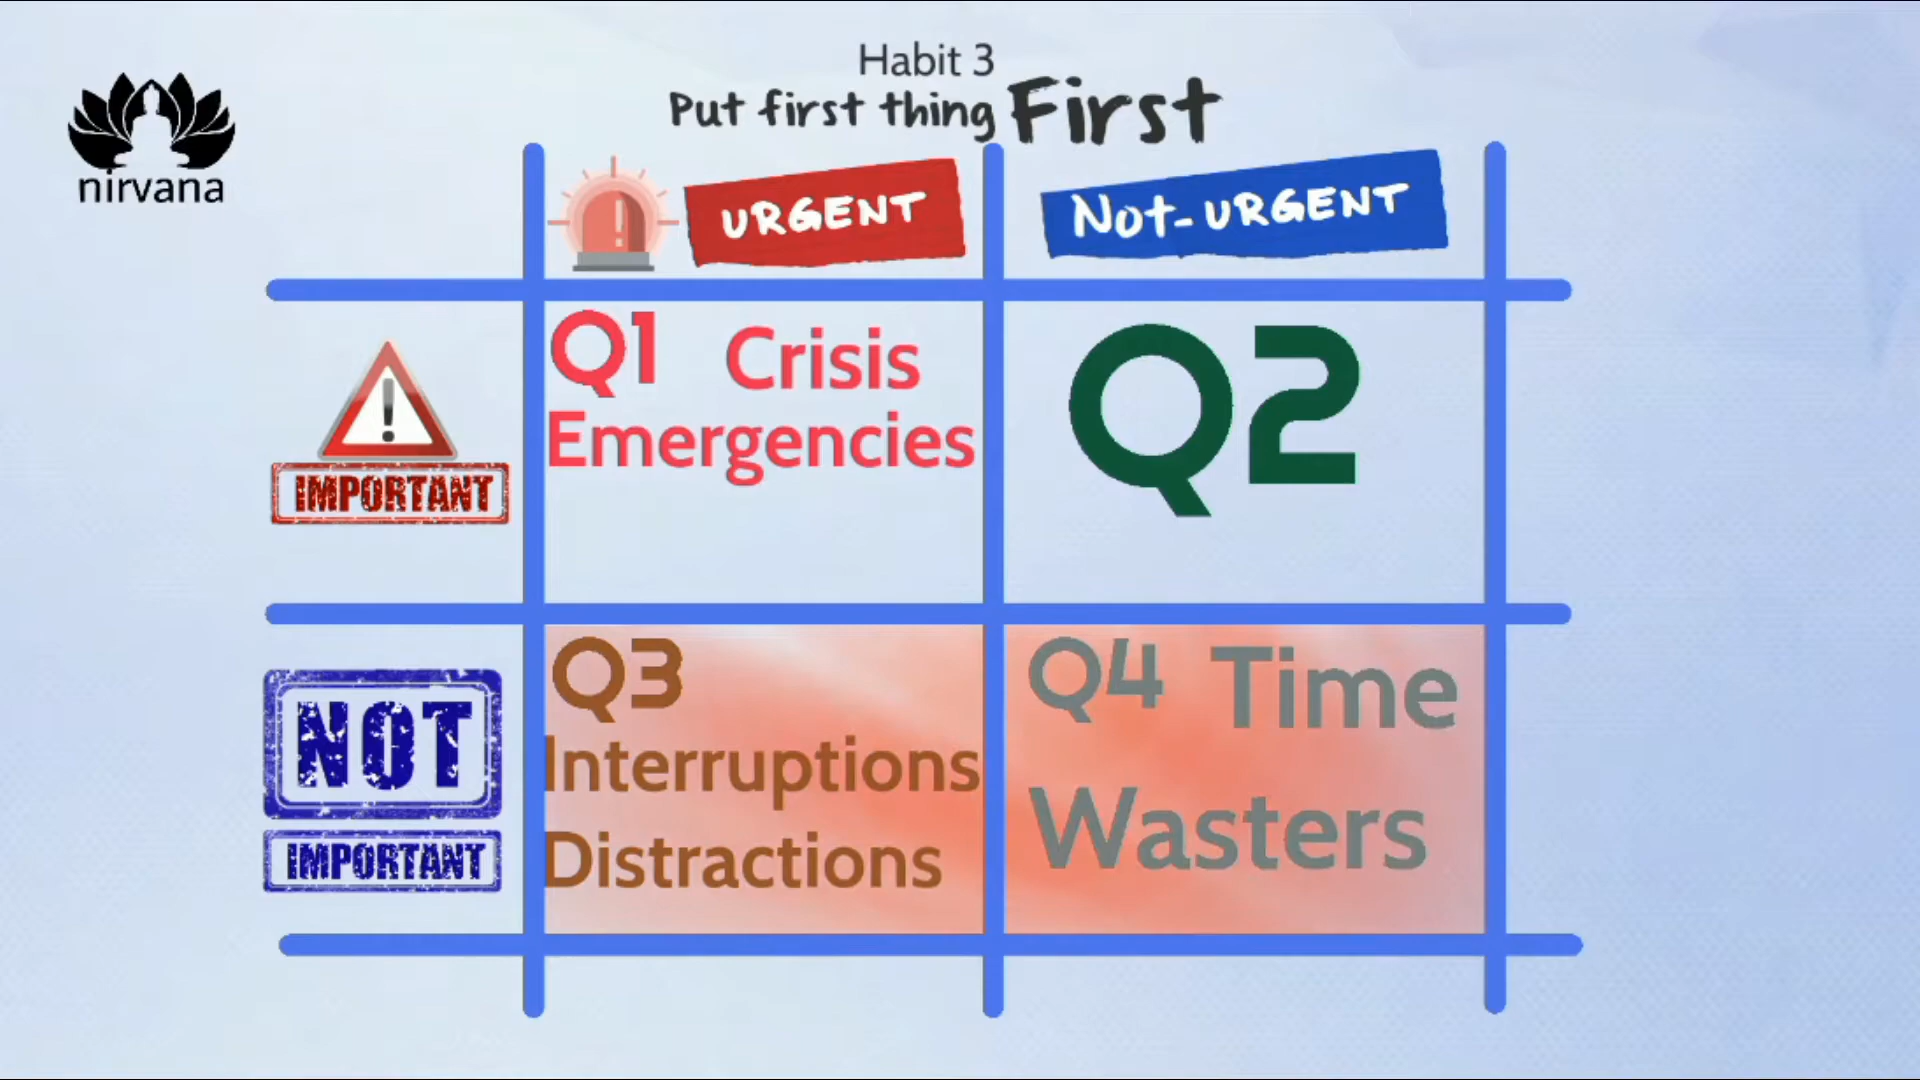 Habit 3
Put first thing First
nirvana
URGENT
Not-URGENT
Q1 Crisis
Emergencies
Q2
IMPORTANT
Q3
Interruptions
Distractions
Q4 Time
Wasters
NOT
IMPORTANT